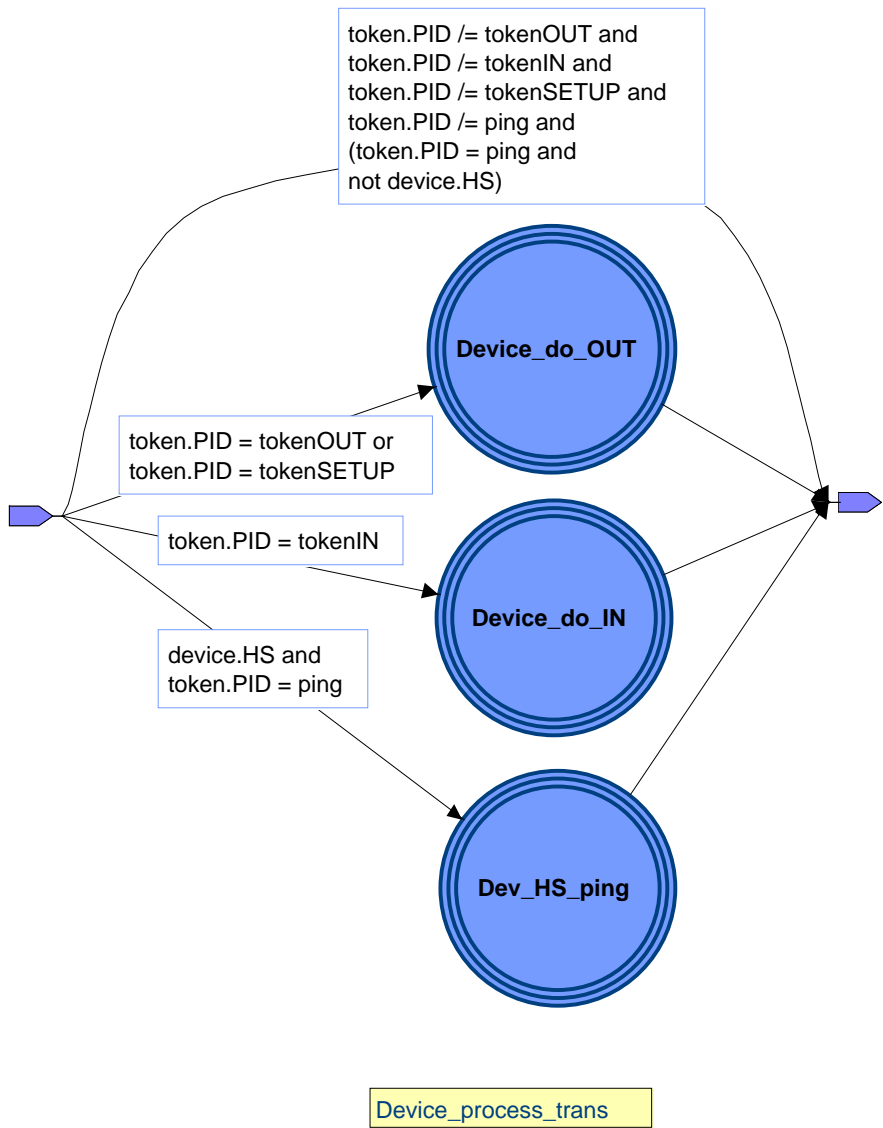 token.PID /= tokenOUT and
token.PID /= tokenIN and
token.PID /= tokenSETUP and
token.PID /= ping and
(token.PID = ping and
not device.HS)
Device_do_OUT
token.PID = tokenOUT or
token.PID = tokenSETUP
token.PID = tokenIN
Device_do_IN
device.HS and
token.PID = ping
Dev_HS_ping
Device_process_trans